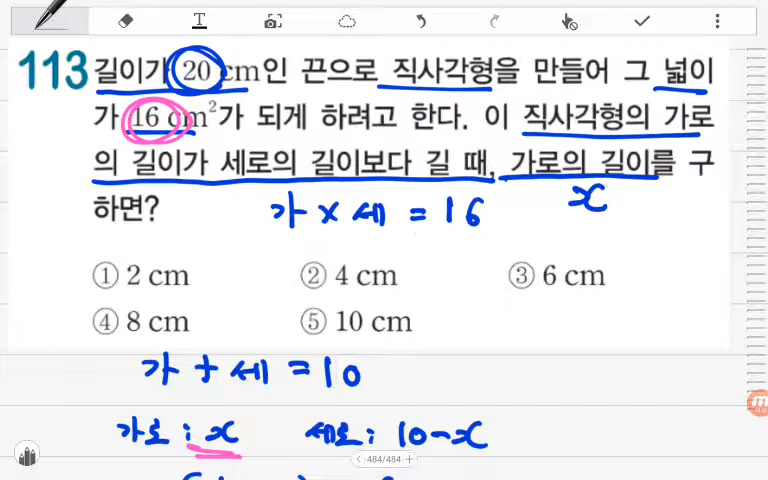 113 길이가 20 cm인 끈으로 직사각형을 만들어 그 넓이
가 16 cm²가 되게 하려고 한다. 이 직사각형의 가로
의 길이가 세로의 길이보다 길 때, 가로의 길이를 구
하면?
가 × 세 = 16
x
① 2 cm ② 4 cm ③ 6 cm
④ 8 cm ⑤ 10 cm
가 + 세 = 10
가로 : x 세로 : 10-x
484/484